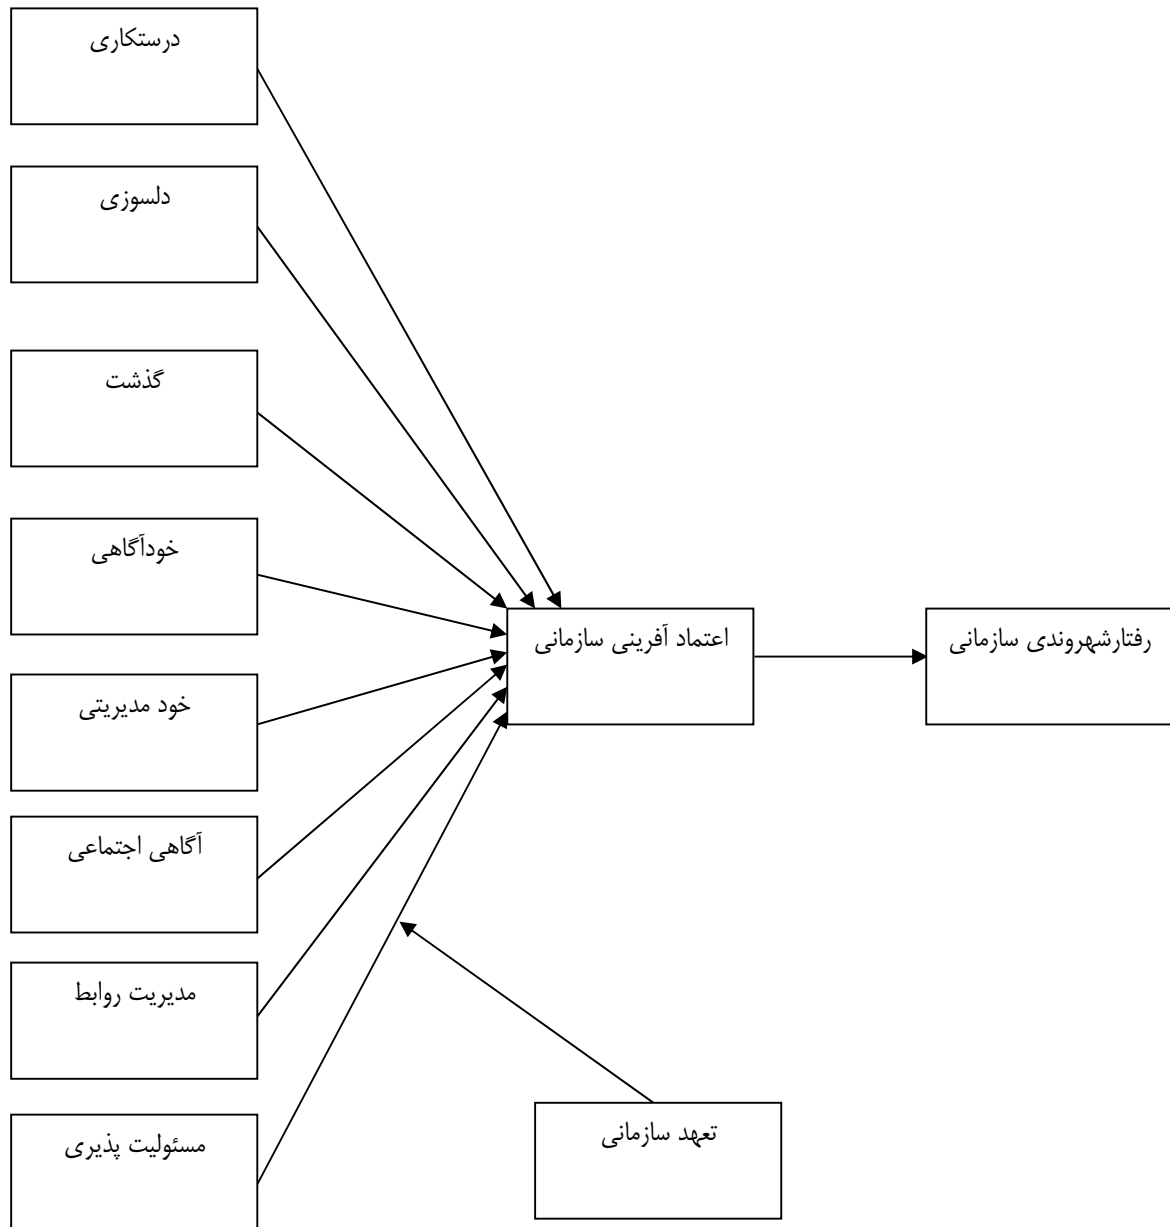 درستکاری
دلسوزی
گذشت
خودآگاهی
اعتماد آفرینی سازمانی
رفتارشهروندی سازمانی
خود مدیریتی
آگاهی اجتماعی
مدیریت روابط
تعهد سازمانی
مسئولیت پذیری